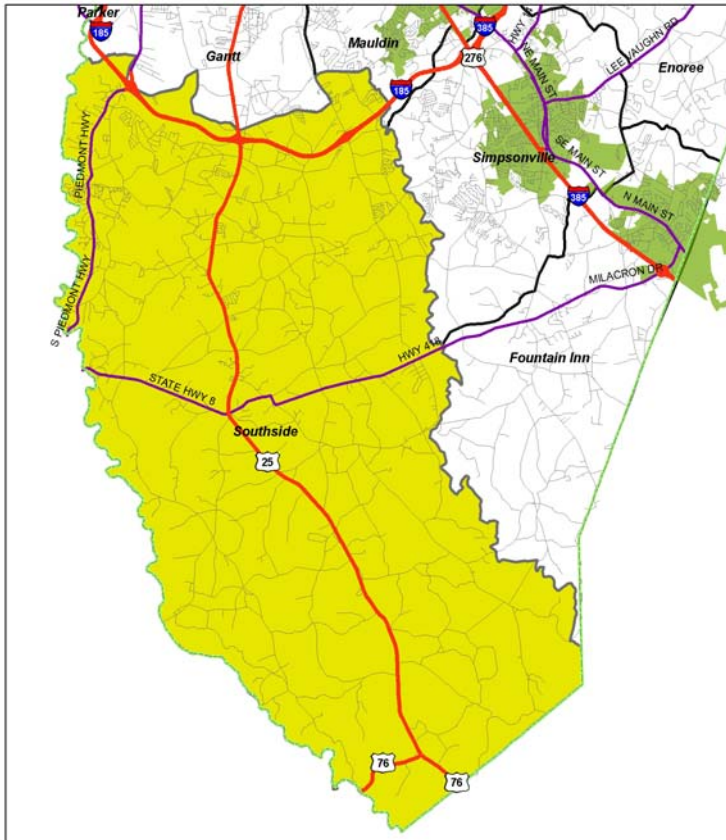 Parker
185
Gantt
Mauldin
385
HWY 14
276
NE MAIN ST
LEE VAUGHN RD
Enoree
185
PIEDMONT HWY
SE MAIN ST
Simpsonville
385
N MAIN ST
S PIEDMONT HWY
MILACRON DR
HWY 418
Fountain Inn
STATE HWY 8
Southside
25
76
76